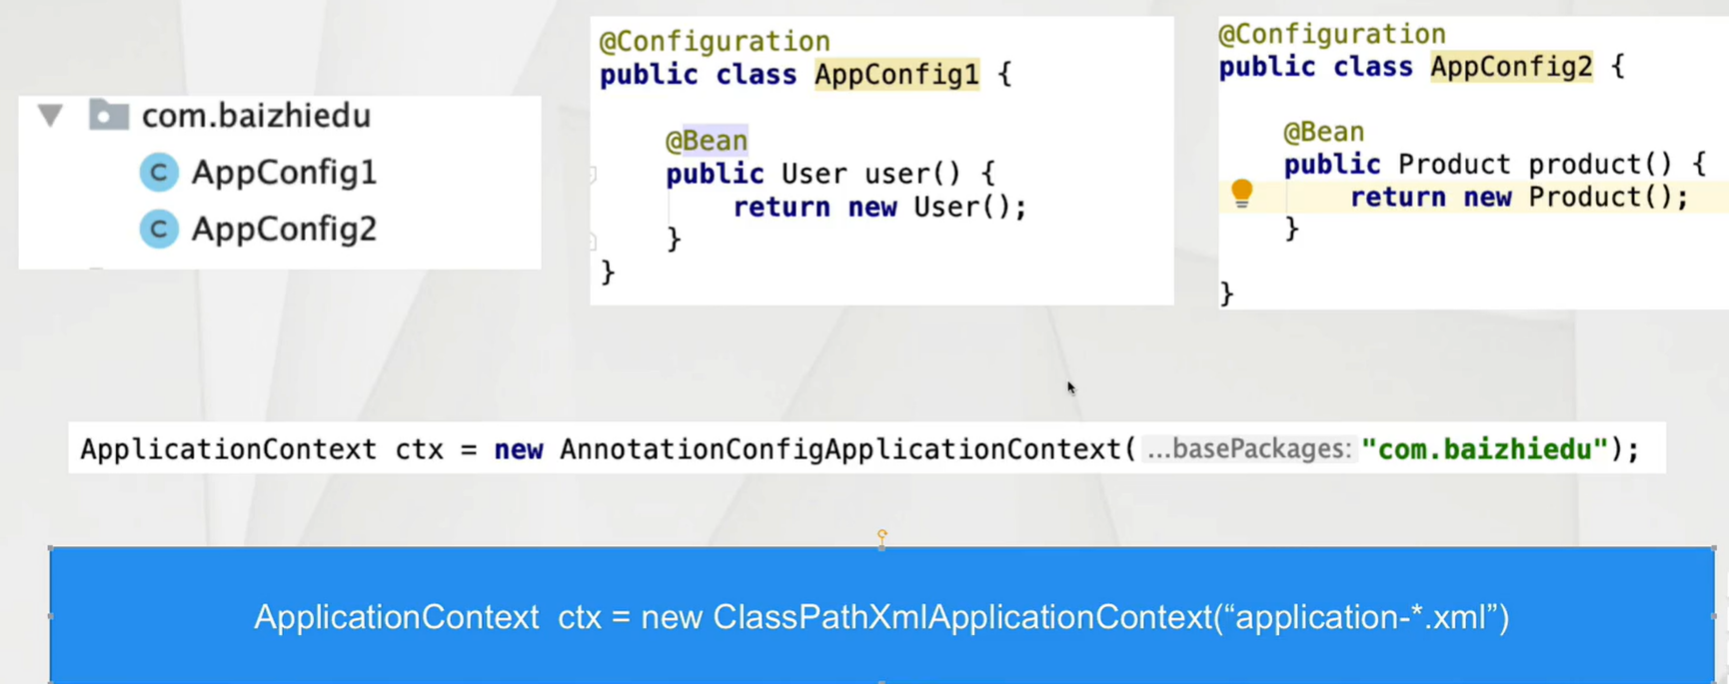 com.baizhiedu
C AppConfig1
C AppConfig2
@Configuration
public class AppConfig1 {
@Bean
public User user() {
return new User();
}
}
@Configuration
public class AppConfig2 {
@Bean
public Product product() {
return new Product();
}
}
ApplicationContext ctx = new AnnotationConfigApplicationContext( ...basePackages: "com.baizhiedu");
ApplicationContext ctx = new ClassPathXmlApplicationContext(“application-*.xml”)